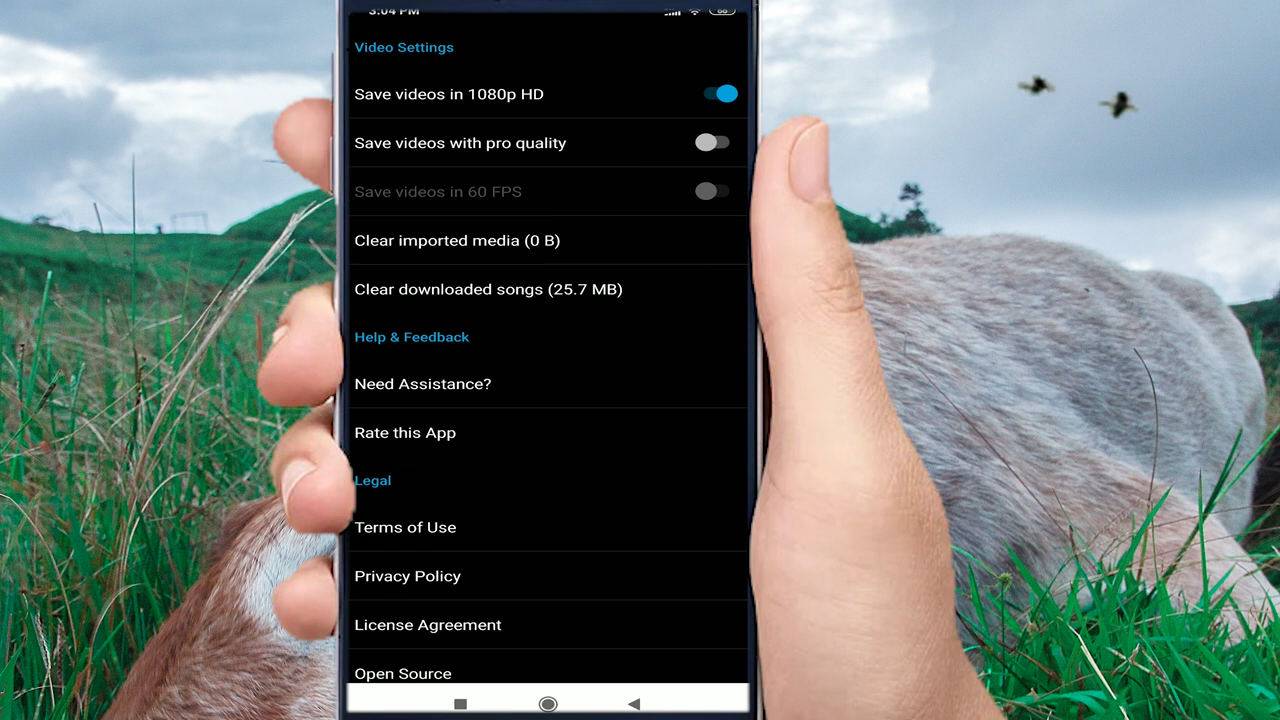 3:04 PM
Video Settings
Save videos in 1080p HD
Save videos with pro quality
Save videos in 60 FPS
Clear imported media (0 B)
Clear downloaded songs (25.7 MB)
Help & Feedback
Need Assistance?
Rate this App
Legal
Terms of Use
Privacy Policy
License Agreement
Open Source